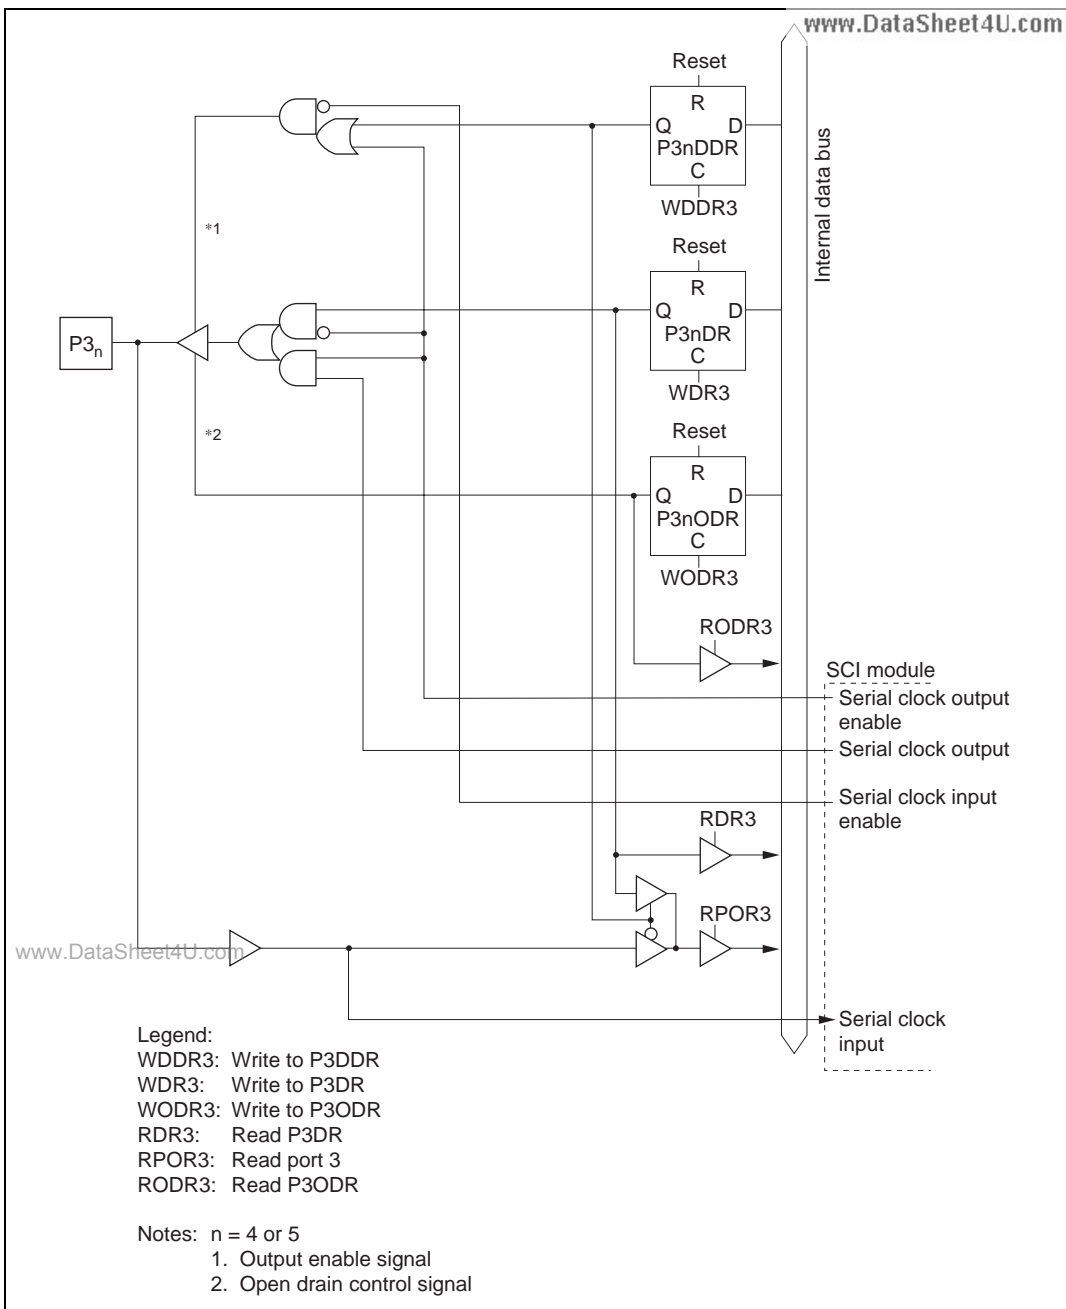 www.DataSheet4U.com
Reset
R
Q D
P3nDDR
C
WDDR3
Internal data bus
*1
Reset
R
Q D
P3nDR
C
WDR3
P3n
*2
Reset
R
Q D
P3nODR
C
WODR3
RODR3
SCI module
Serial clock output
enable
Serial clock output
Serial clock input
enable
RDR3
RPOR3
www.DataSheet4U.com
Serial clock
input
Legend:
WDDR3: Write to P3DDR
WDR3: Write to P3DR
WODR3: Write to P3ODR
RDR3: Read P3DR
RPOR3: Read port 3
RODR3: Read P3ODR
Notes: n = 4 or 5
1. Output enable signal
2. Open drain control signal